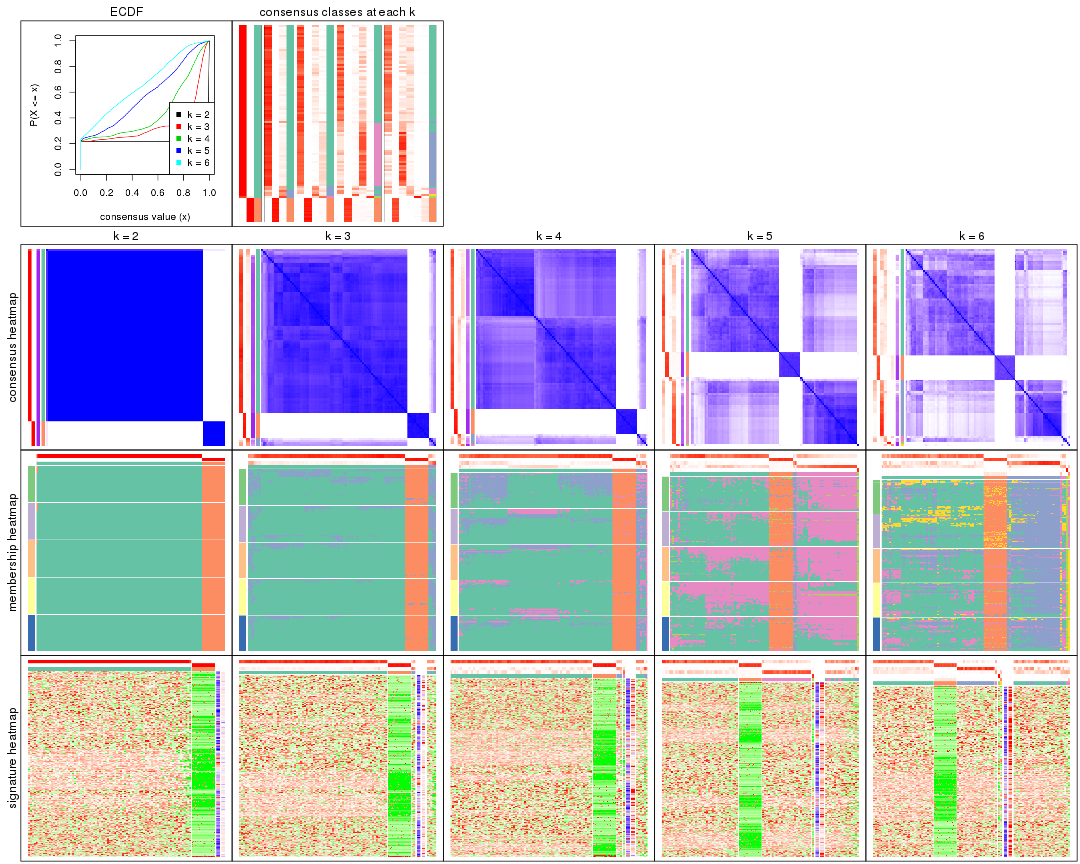 ECDF
consensus classes at each k
P(X <= x)
1.0
0.8
0.6
0.4
0.2
0.0
k = 2
k = 3
k = 4
k = 5
k = 6
0.0 0.2 0.4 0.6 0.8 1.0
consensus value (x)
k = 2
k = 3
k = 4
k = 5
k = 6
consensus heatmap
membership heatmap
signature heatmap